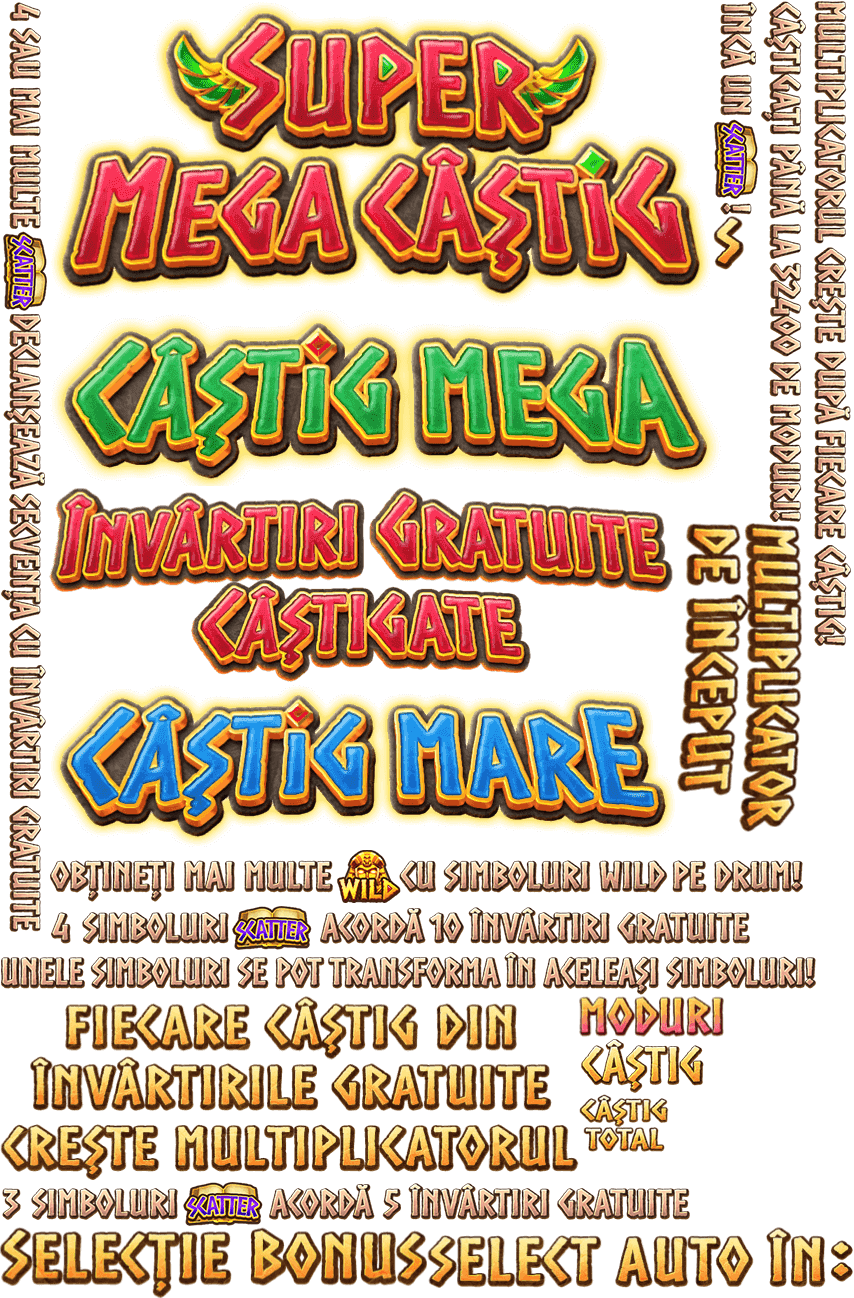 SUPER
MEGA CÂȘTIG
CÂȘTIG MEGA
ÎNVÂRTIRI GRATUITE
CÂȘTIGATE
CÂȘTIG MARE
4 SAU MAI MULTE SCATTER DECLANȘEAZĂ SECVENȚA CU ÎNVÂRTIRI GRATUITE
MULTIPLICATORUL CREȘTE DUPĂ FIECARE CÂȘTIG!
CÂȘTIGAȚI PÂNĂ LA 32400 DE MODURI!
ÎNCĂ UN SCATTER!
S
MULTIPLIKATOR
DE ÎNCEPUT
OBȚINEȚI MAI MULTE WILD CU SIMBOLURI WILD PE DRUM!
4 SIMBOLURI SCATTER ACORDĂ 10 ÎNVÂRTIRI GRATUITE
UNELE SIMBOLURI SE POT TRANSFORMA ÎN ACELEAȘI SIMBOLURI!
FIECARE CÂȘTIG DIN
ÎNVÂRTIRILE GRATUITE
CREȘTE MULTIPLICATORUL
MODURI
CÂȘTIG
CÂȘTIG
TOTAL
3 SIMBOLURI SCATTER ACORDĂ 5 ÎNVÂRTIRI GRATUITE
SELECȚIE BONUS
SELECT AUTO ÎN: